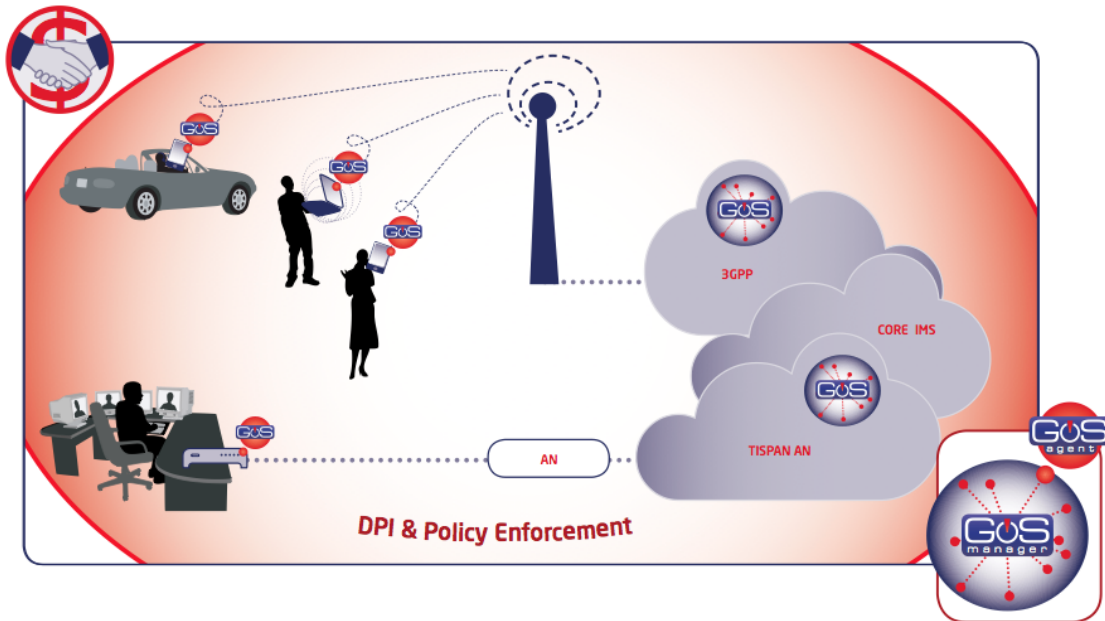 GoS
GoS
GoS
GoS
3GPP
CORE IMS
GoS
GoS
TISPAN AN
AN
GoS
agent
DPI & Policy Enforcement
GoS
manager